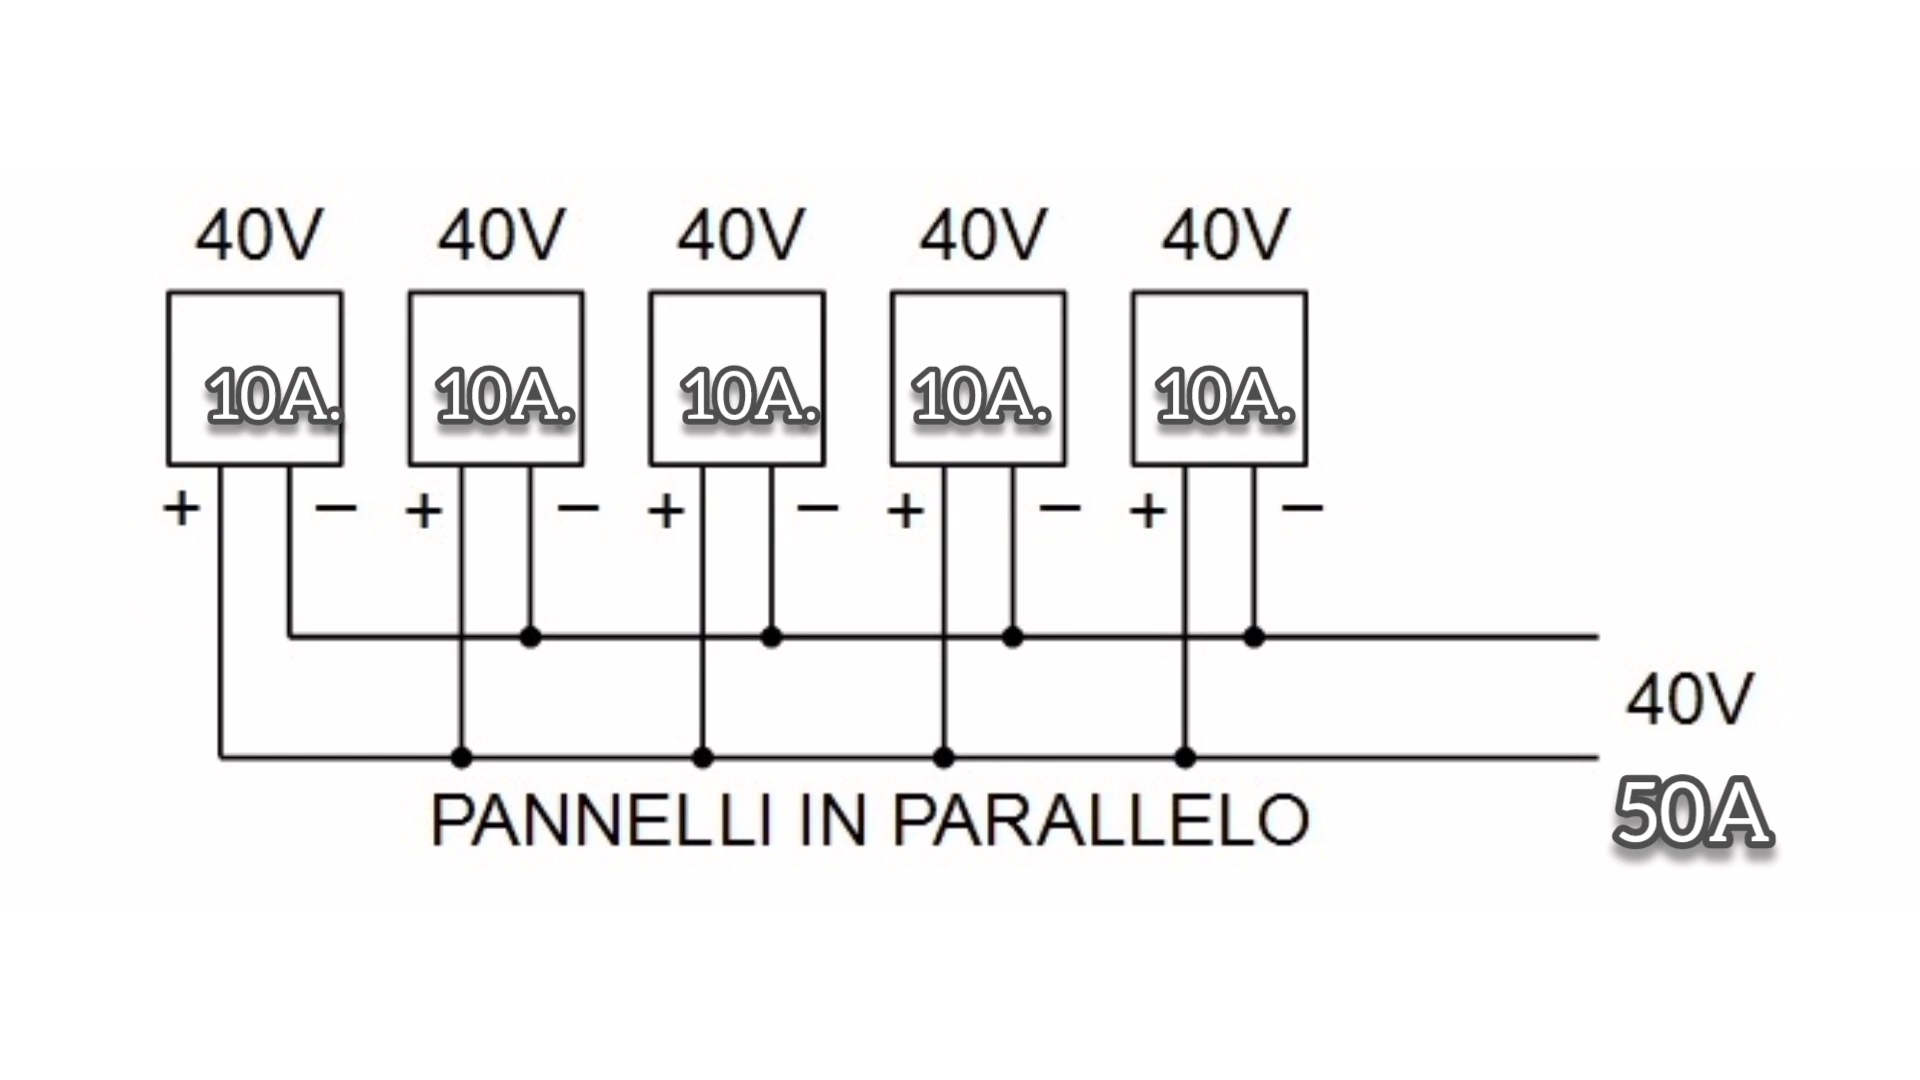 40V 40V 40V 40V 40V
10A. 10A. 10A. 10A. 10A.
+ − + − + − + − + −
40V
50A
PANNELLI IN PARALLELO